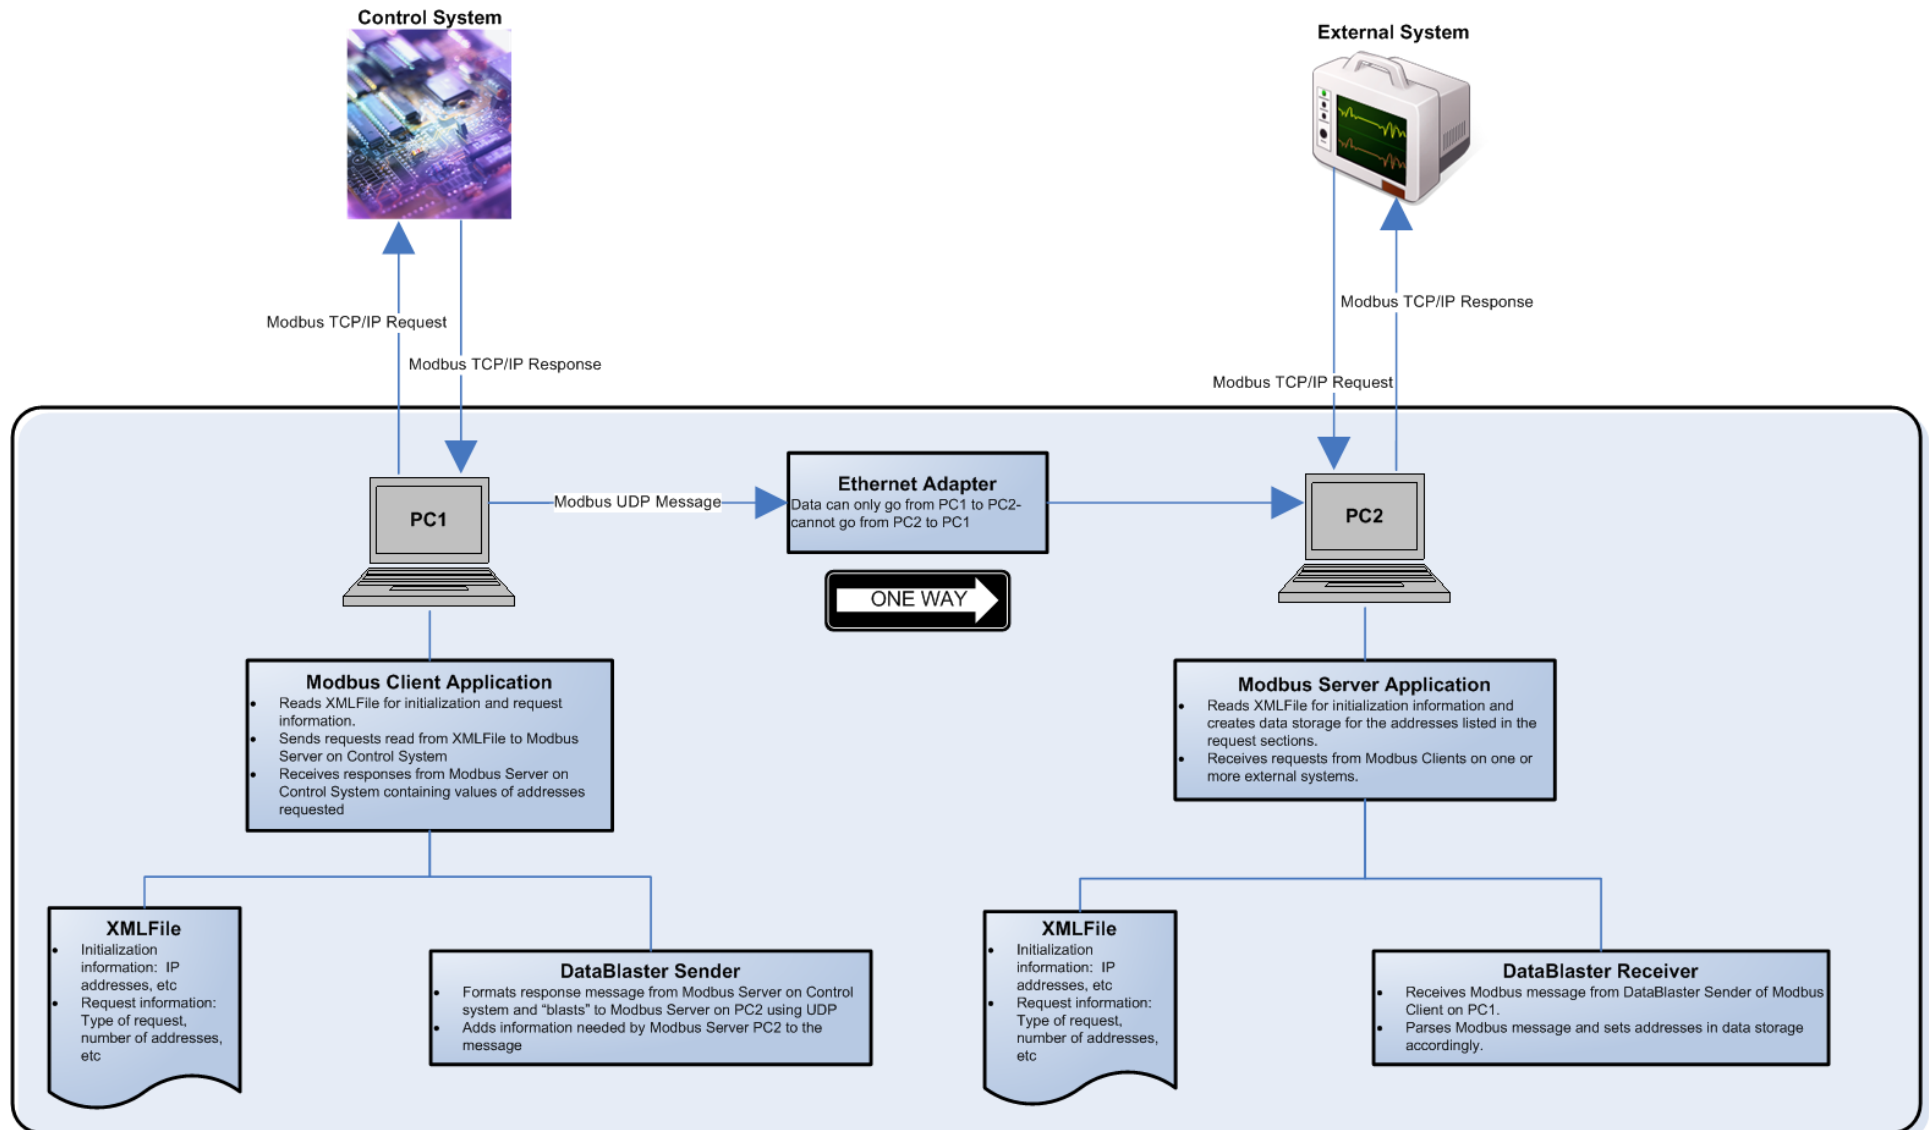 Control System
External System
Modbus TCP/IP Request
Modbus TCP/IP Response
Modbus TCP/IP Response
Modbus TCP/IP Request
PC1
Modbus UDP Message
Ethernet Adapter
Data can only go from PC1 to PC2-
cannot go from PC2 to PC1
PC2
ONE WAY
Modbus Client Application
• Reads XMLFile for initialization and request
information.
• Sends requests read from XMLFile to Modbus
Server on Control System
• Receives responses from Modbus Server on
Control System containing values of addresses
requested
Modbus Server Application
• Reads XMLFile for initialization information and
creates data storage for the addresses listed in the
request sections.
• Receives requests from Modbus Clients on one or
more external systems.
XMLFile
• Initialization
information:  IP
addresses, etc
• Request information:
Type of request,
number of addresses,
etc
DataBlaster Sender
• Formats response message from Modbus Server on Control
system and “blasts” to Modbus Server on PC2 using UDP
• Adds information needed by Modbus Server PC2 to the
message
XMLFile
• Initialization
information:  IP
addresses, etc
• Request information:
Type of request,
number of addresses,
etc
DataBlaster Receiver
• Receives Modbus message from DataBlaster Sender of Modbus
Client on PC1.
• Parses Modbus message and sets addresses in data storage
accordingly.